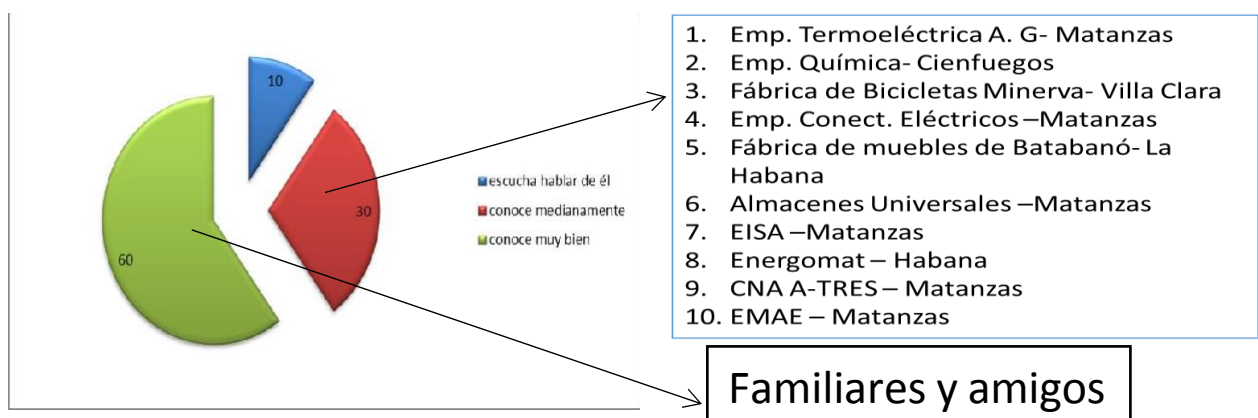 10
30
60
escucha hablar de él
conoce medianamente
conoce muy bien
1. Emp. Termoeléctrica A. G- Matanzas
2. Emp. Química- Cienfuegos
3. Fábrica de Bicicletas Minerva- Villa Clara
4. Emp. Conect. Eléctricos –Matanzas
5. Fábrica de muebles de Batabanó- La
Habana
6. Almacenes Universales –Matanzas
7. EISA –Matanzas
8. Energomat – Habana
9. CNA A-TRES – Matanzas
10. EMAE – Matanzas
Familiares y amigos